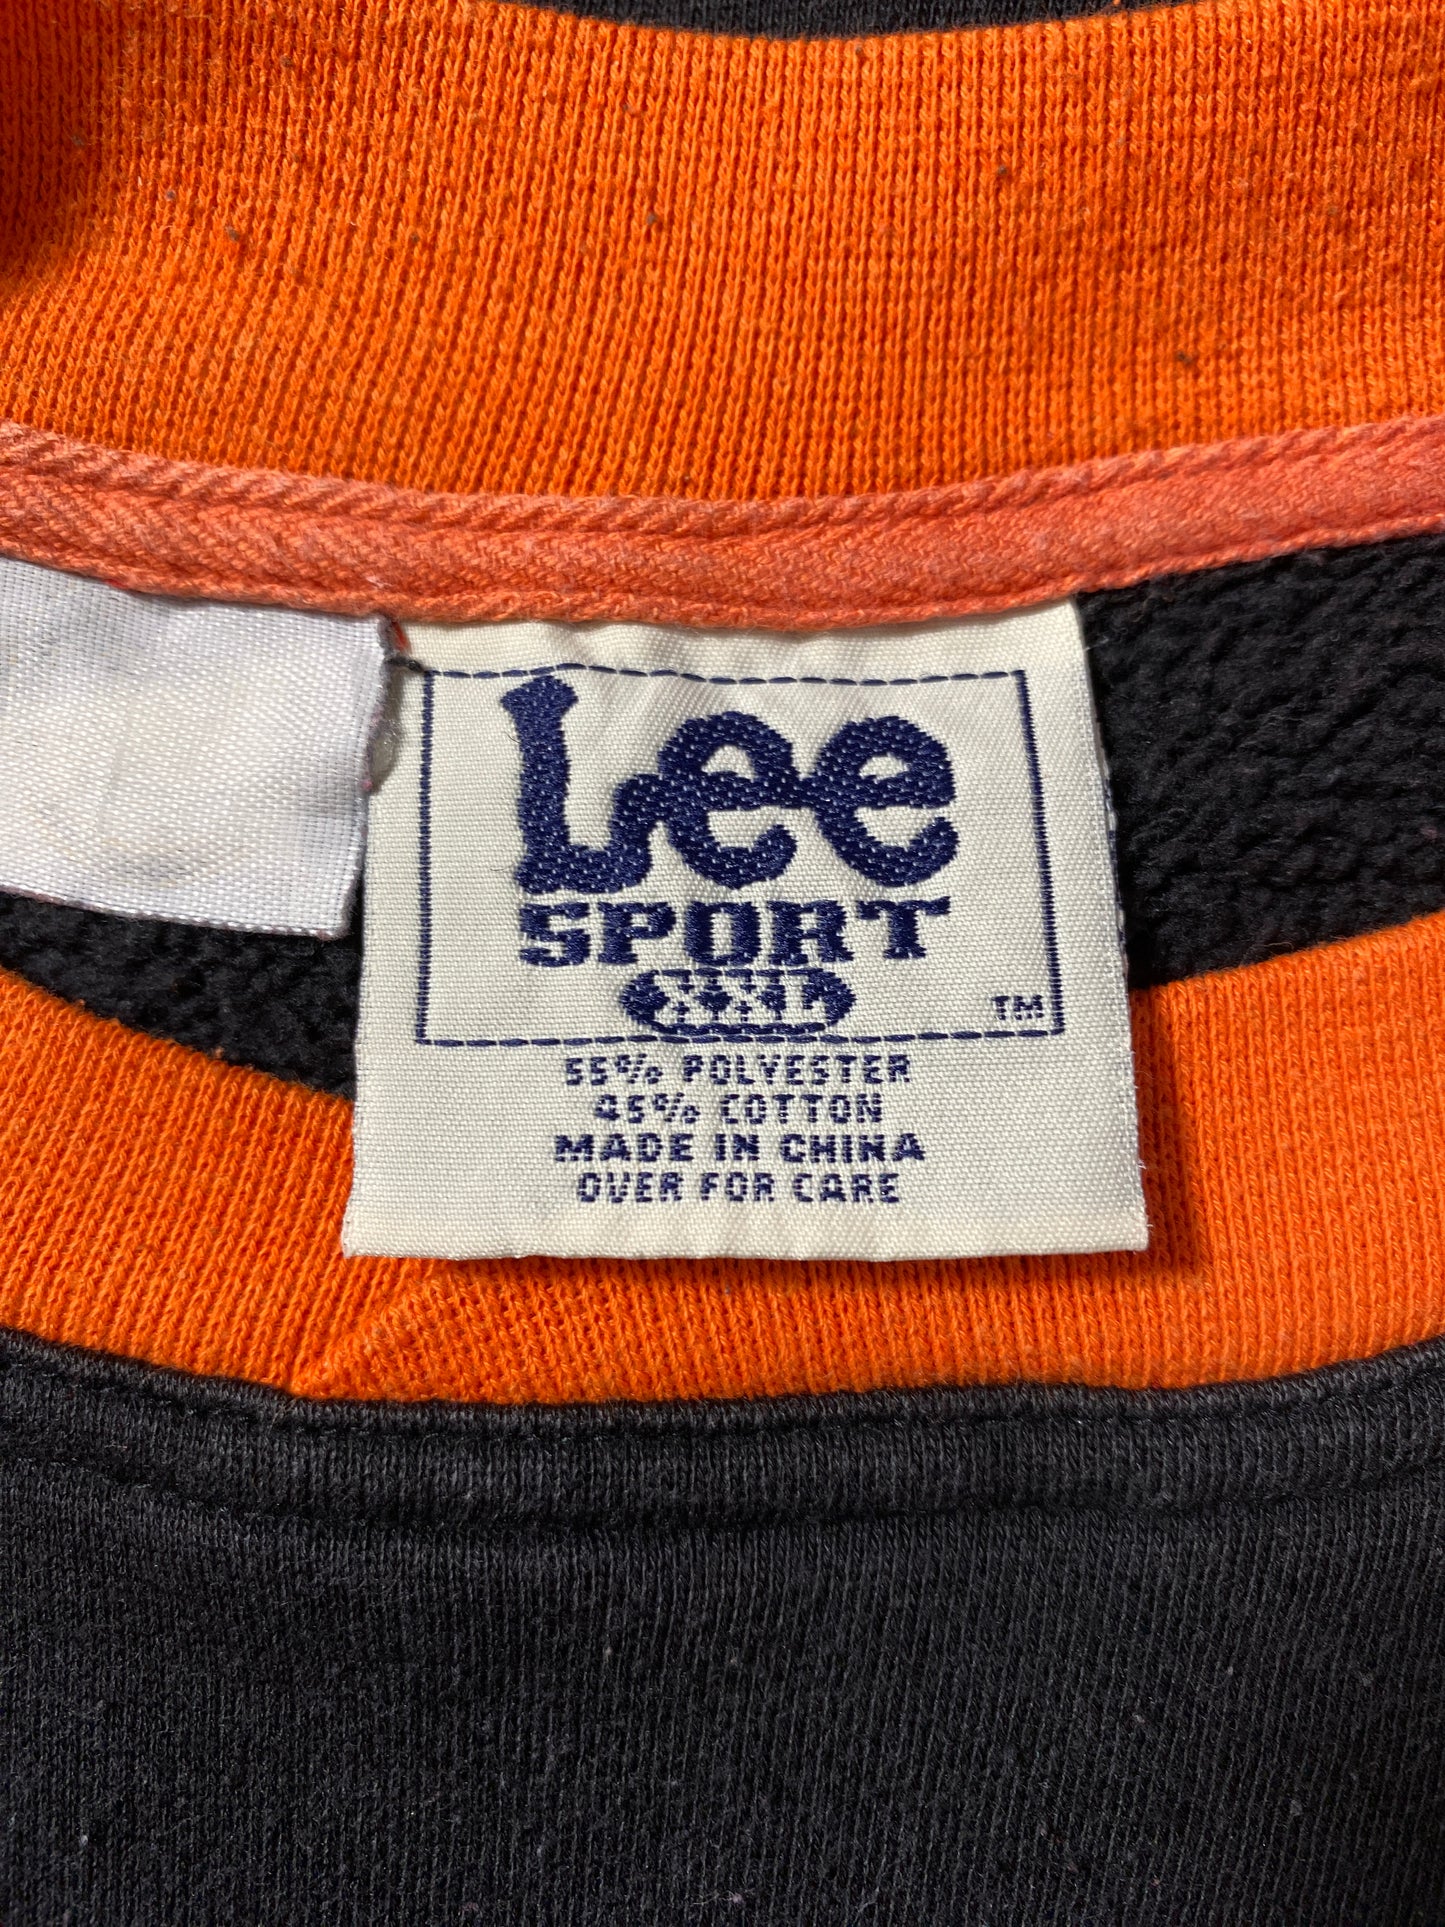 Lee
SPORT
XXL
TM
55% POLYESTER
45% COTTON
MADE IN CHINA
OVER FOR CARE